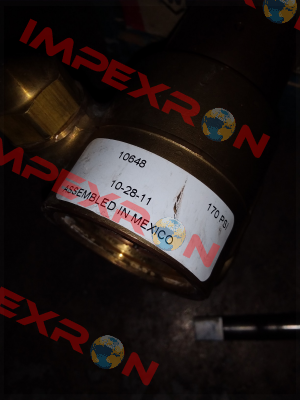 IMPEXRON
10648
10-28-11
170 PSI
ASSEMBLED IN MEXICO
IMPEXRON
IMPEXRON